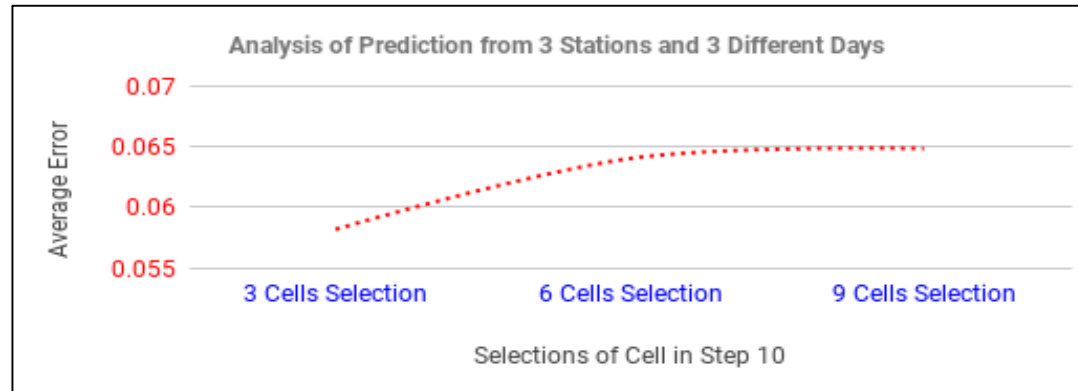 Analysis of Prediction from 3 Stations and 3 Different Days
0.07
0.065
0.06
0.055
Average Error
3 Cells Selection
6 Cells Selection
9 Cells Selection
Selections of Cell in Step 10